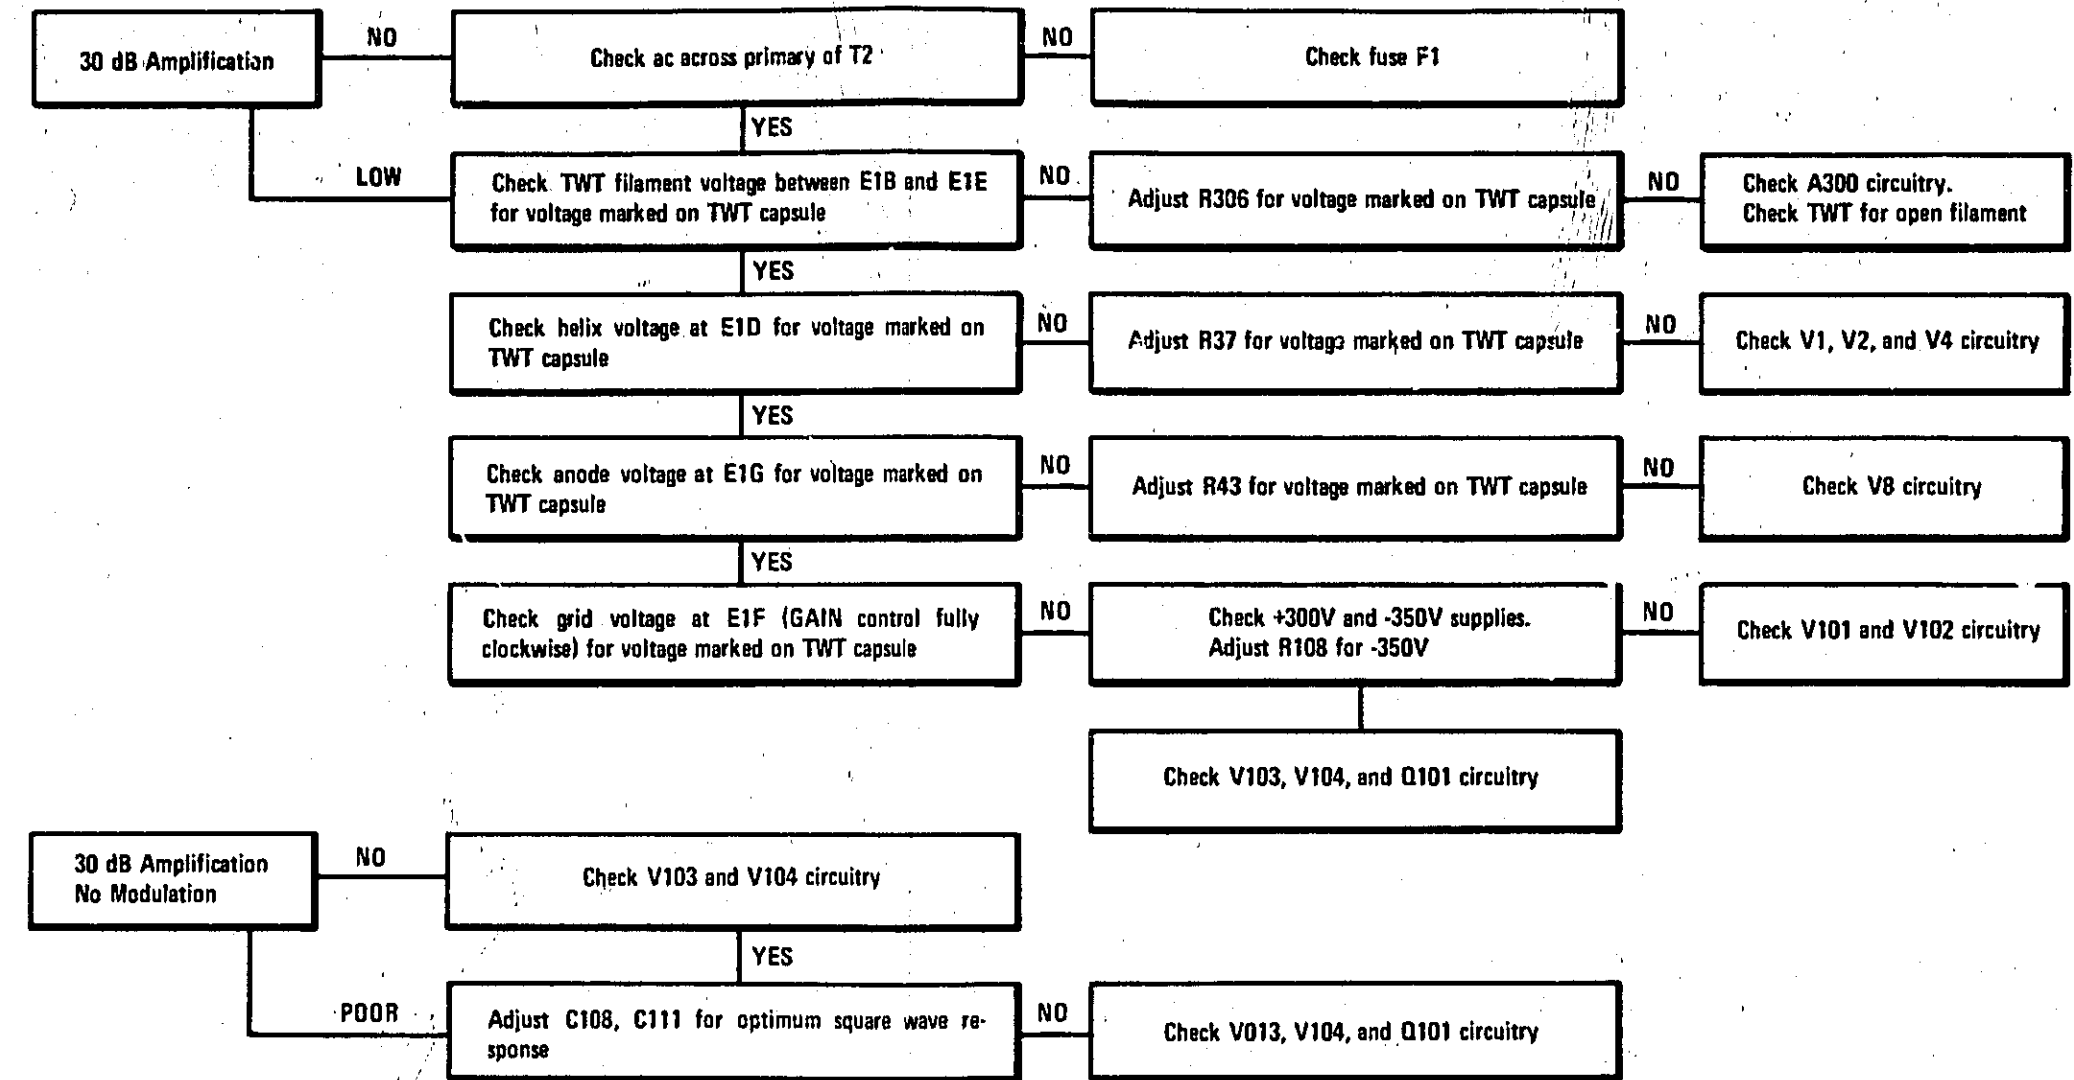 30 dB Amplification
NO
Check ac across primary of T2
NO
Check fuse F1
YES
LOW
Check TWT filament voltage between E1B and E1E
for voltage marked on TWT capsule
NO
Adjust R306 for voltage marked on TWT capsule
NO
Check A300 circuitry.
Check TWT for open filament
YES
Check helix voltage at E1D for voltage marked on
TWT capsule
NO
Adjust R37 for voltage marked on TWT capsule
NO
Check V1, V2, and V4 circuitry
YES
Check anode voltage at E1G for voltage marked on
TWT capsule
NO
Adjust R43 for voltage marked on TWT capsule
NO
Check V8 circuitry
YES
Check grid voltage at E1F (GAIN control fully
clockwise) for voltage marked on TWT capsule
NO
Check +300V and -350V supplies.
Adjust R108 for -350V
NO
Check V101 and V102 circuitry
Check V103, V104, and Q101 circuitry
30 dB Amplification
No Modulation
NO
Check V103 and V104 circuitry
YES
POOR
Adjust C108, C111 for optimum square wave re-
sponse
NO
Check V013, V104, and Q101 circuitry